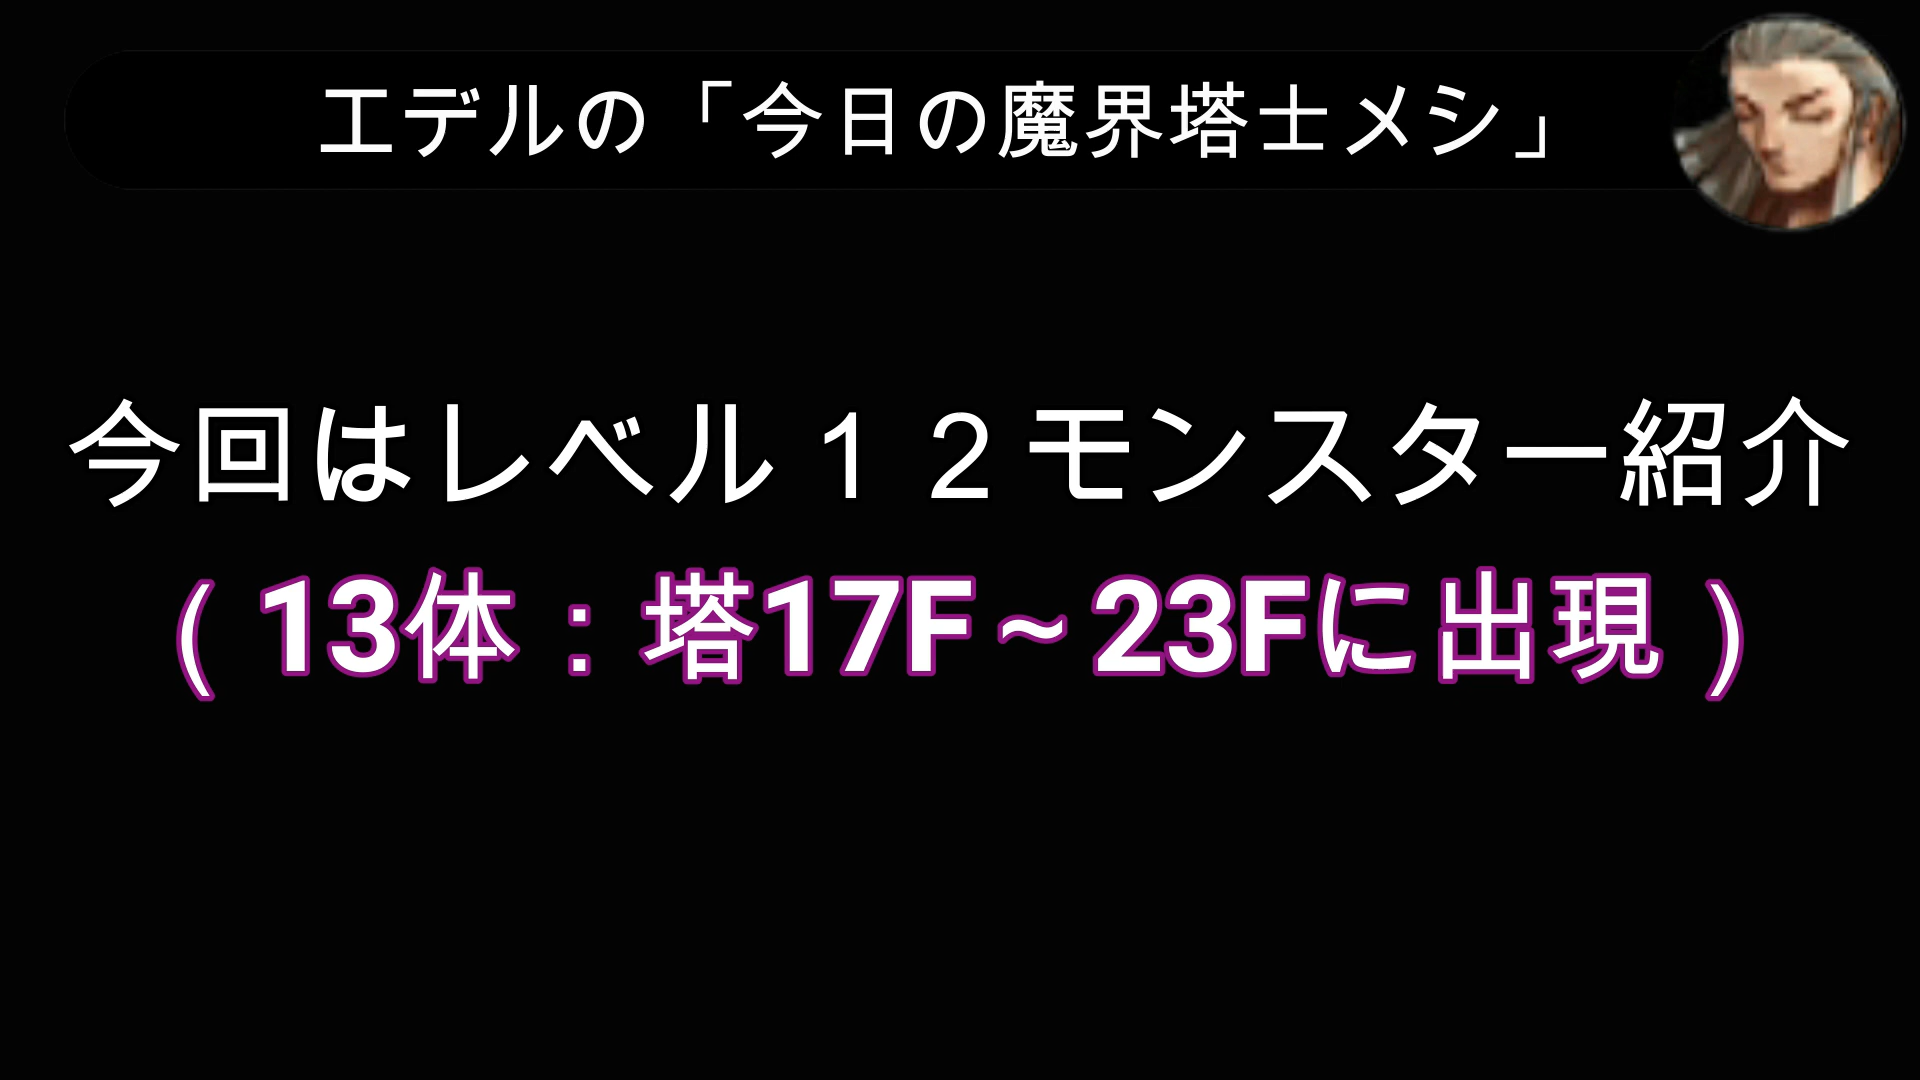 エデルの「今日の魔界塔士メシ」
今回はレベル１２モンスター紹介
（13体：塔17F～23Fに出現）